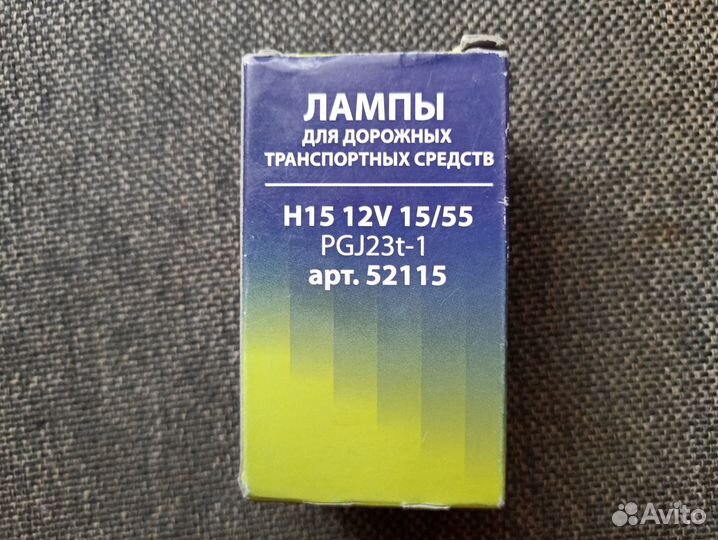 ЛАМПЫ
ДЛЯ ДОРОЖНЫХ
ТРАНСПОРТНЫХ СРЕДСТВ
H15 12V 15/55
PGJ23t-1
арт. 52115
Avito